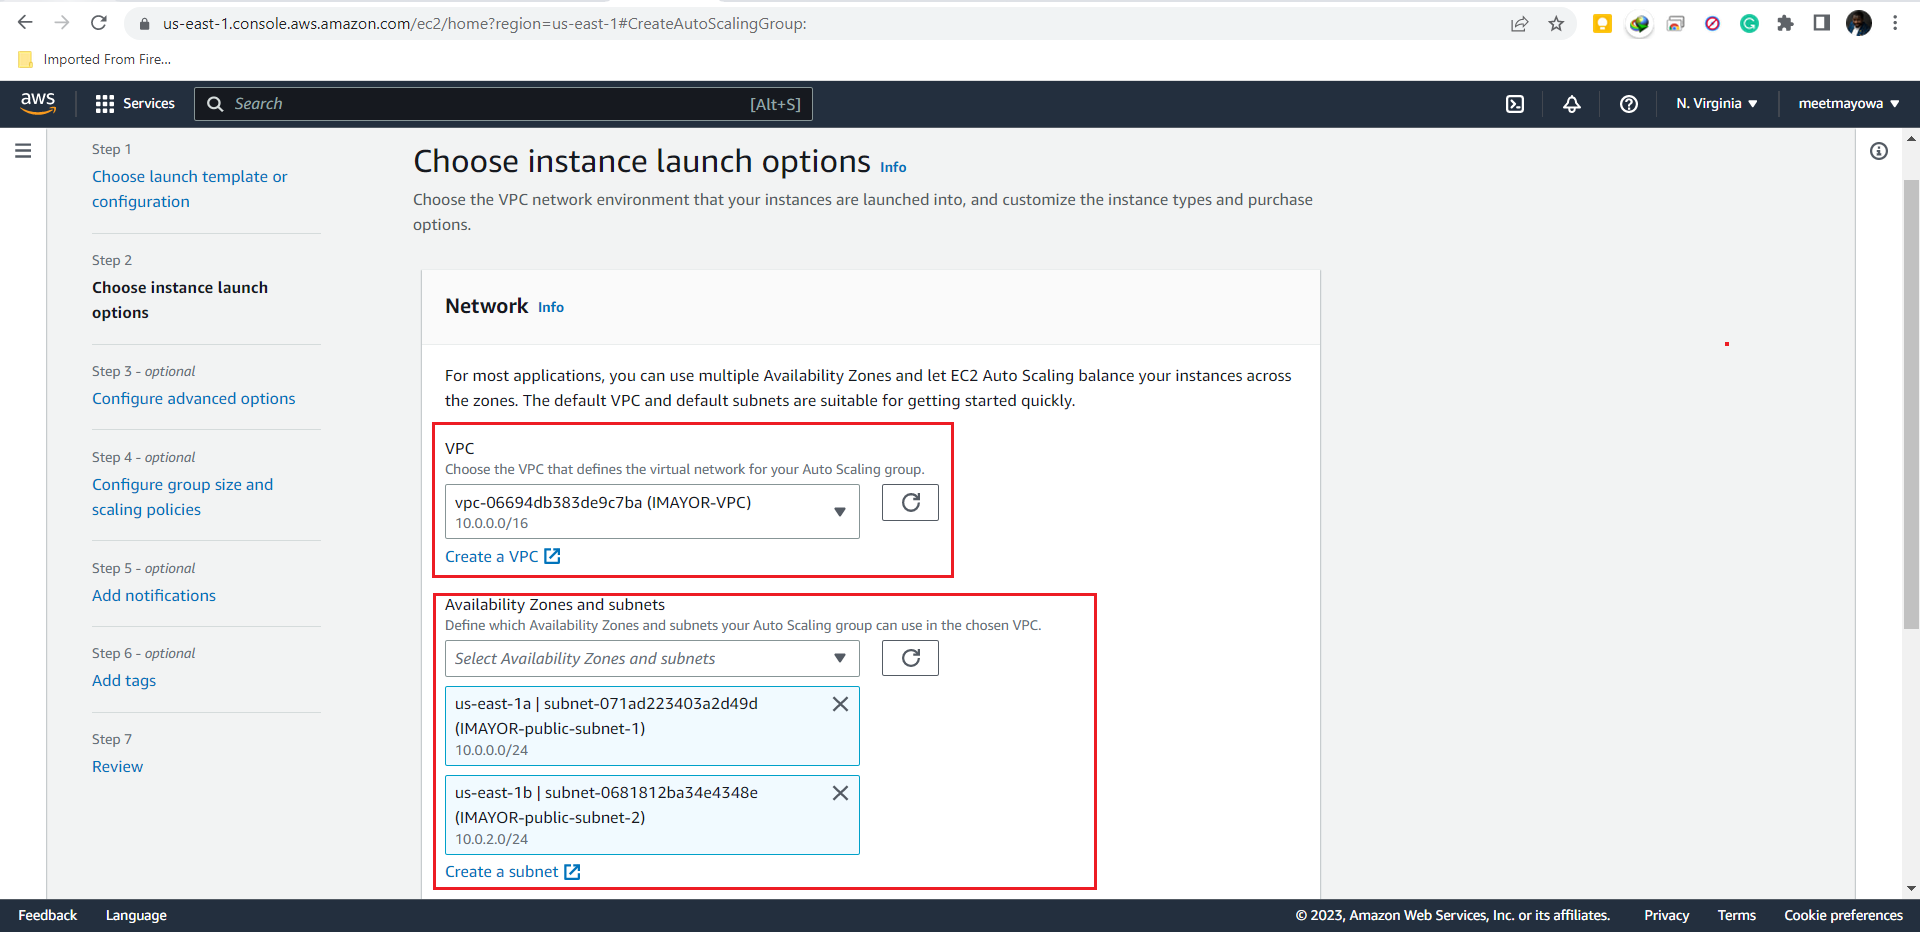 us-east-1.console.aws.amazon.com/ec2/home?region=us-east-1#CreateAutoScalingGroup:
Imported From Fire...
aws
Services
Search
[Alt+S]
N. Virginia
meetmayowa
Step 1
Choose launch template or
configuration
Step 2
Choose instance launch
options
Step 3 - optional
Configure advanced options
Step 4 - optional
Configure group size and
scaling policies
Step 5 - optional
Add notifications
Step 6 - optional
Add tags
Step 7
Review
Choose instance launch options Info
Choose the VPC network environment that your instances are launched into, and customize the instance types and purchase
options.
Network Info
For most applications, you can use multiple Availability Zones and let EC2 Auto Scaling balance your instances across
the zones. The default VPC and default subnets are suitable for getting started quickly.
VPC
Choose the VPC that defines the virtual network for your Auto Scaling group.
vpc-06694db383de9c7ba (IMAYOR-VPC)
10.0.0.0/16
Create a VPC
Availability Zones and subnets
Define which Availability Zones and subnets your Auto Scaling group can use in the chosen VPC.
Select Availability Zones and subnets
us-east-1a | subnet-071ad223403a2d49d
(IMAYOR-public-subnet-1)
10.0.0.0/24
us-east-1b | subnet-0681812ba34e4348e
(IMAYOR-public-subnet-2)
10.0.2.0/24
Create a subnet
Feedback
Language
© 2023, Amazon Web Services, Inc. or its affiliates.
Privacy
Terms
Cookie preferences